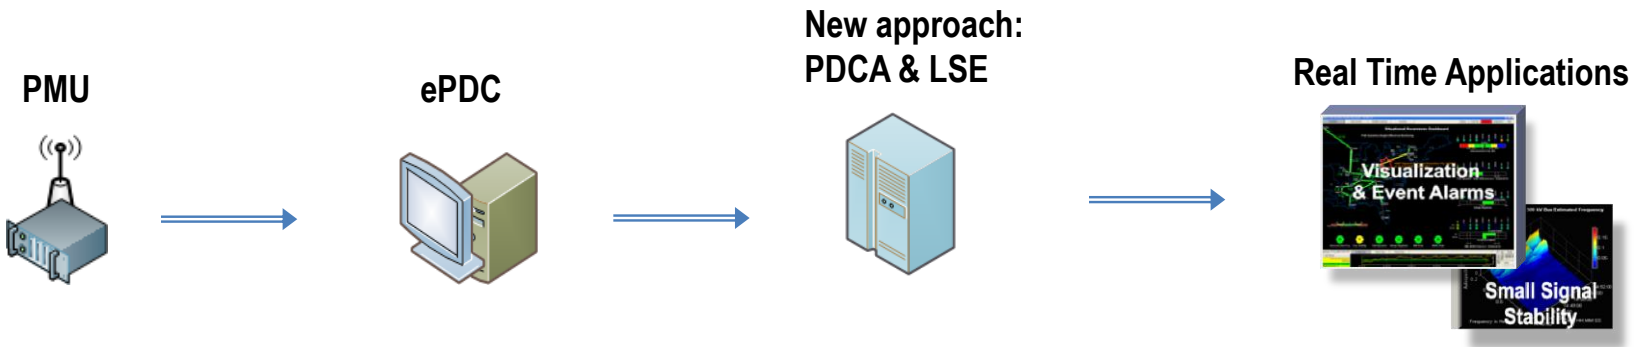 PMU
ePDC
New approach:
PDCA & LSE
Real Time Applications
Visualization
& Event Alarms
Small Signal
Stability